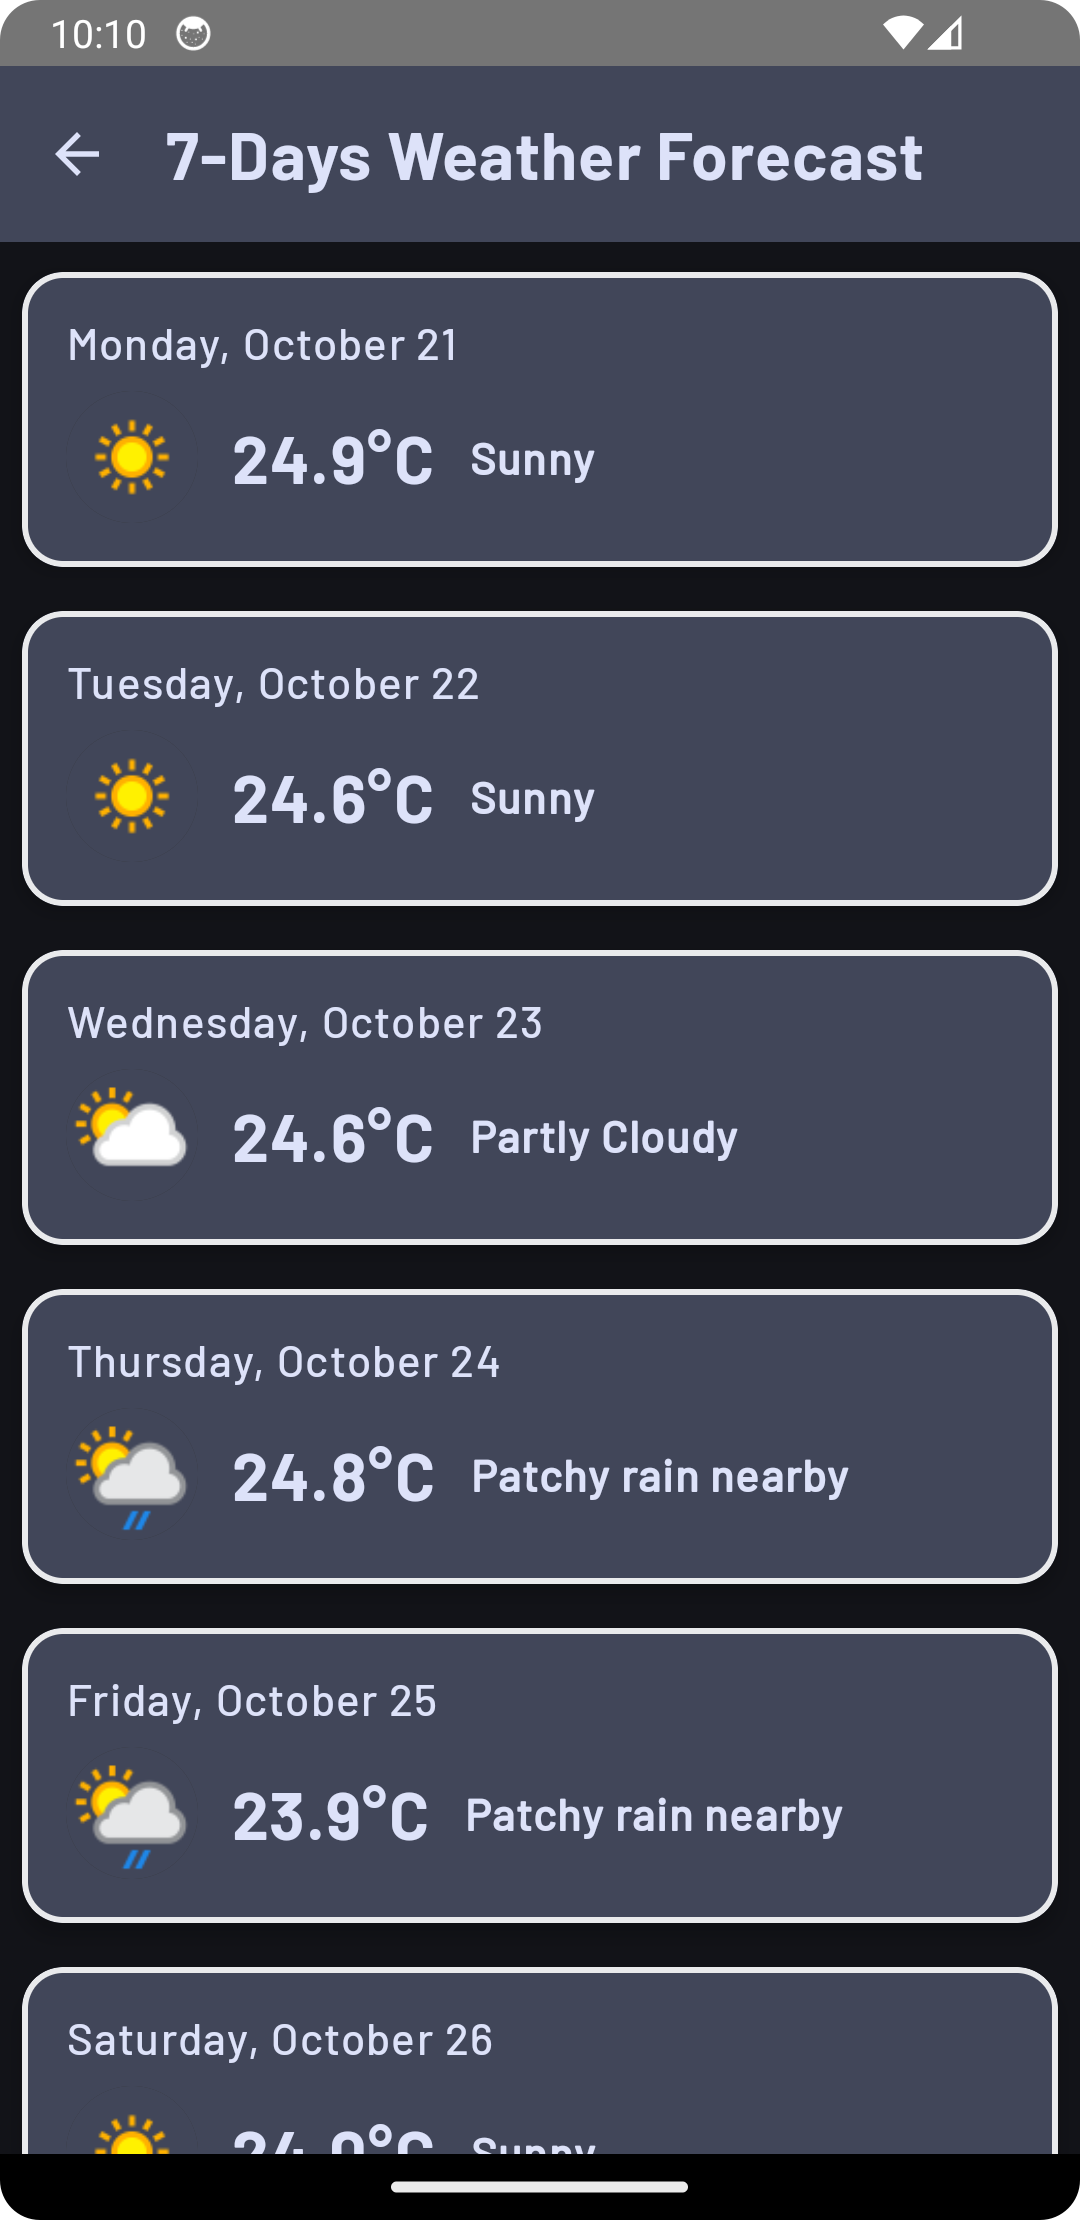 10:10
7-Days Weather Forecast
Monday, October 21
24.9°C Sunny
Tuesday, October 22
24.6°C Sunny
Wednesday, October 23
24.6°C Partly Cloudy
Thursday, October 24
24.8°C Patchy rain nearby
Friday, October 25
23.9°C Patchy rain nearby
Saturday, October 26
Sunny